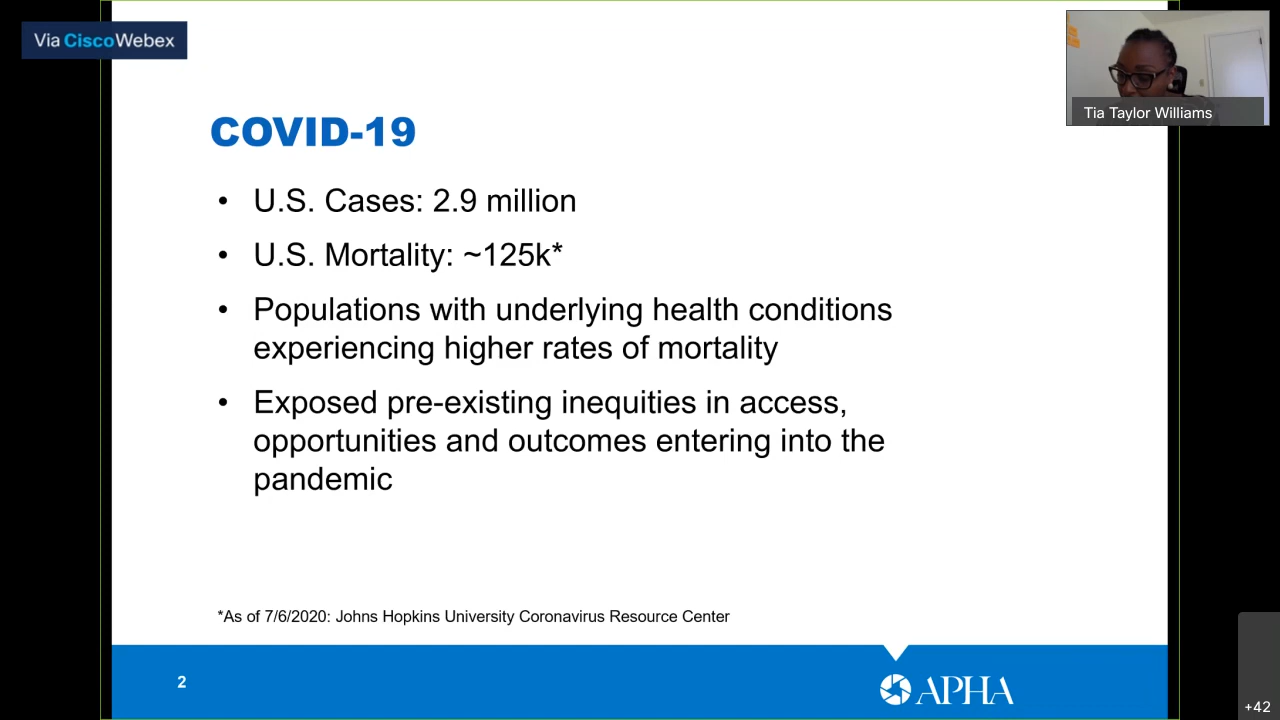 Via Cisco Webex
Tia Taylor Williams
COVID-19
• U.S. Cases: 2.9 million
• U.S. Mortality: ~125k*
• Populations with underlying health conditions
experiencing higher rates of mortality
• Exposed pre-existing inequities in access,
opportunities and outcomes entering into the
pandemic
*As of 7/6/2020: Johns Hopkins University Coronavirus Resource Center
2
APHA
+42